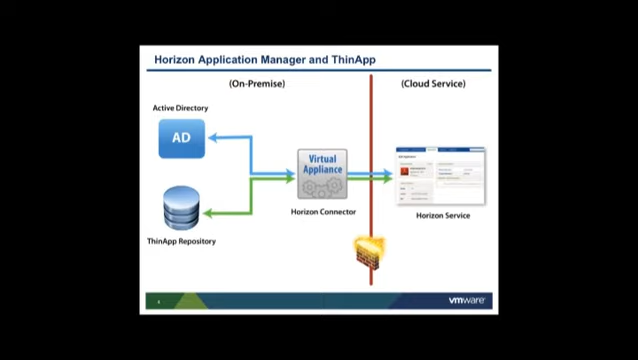 Horizon Application Manager and ThinApp
(On-Premise)
(Cloud Service)
Active Directory
AD
Virtual
Appliance
Horizon Connector
Horizon Service
ThinApp Repository
vmware